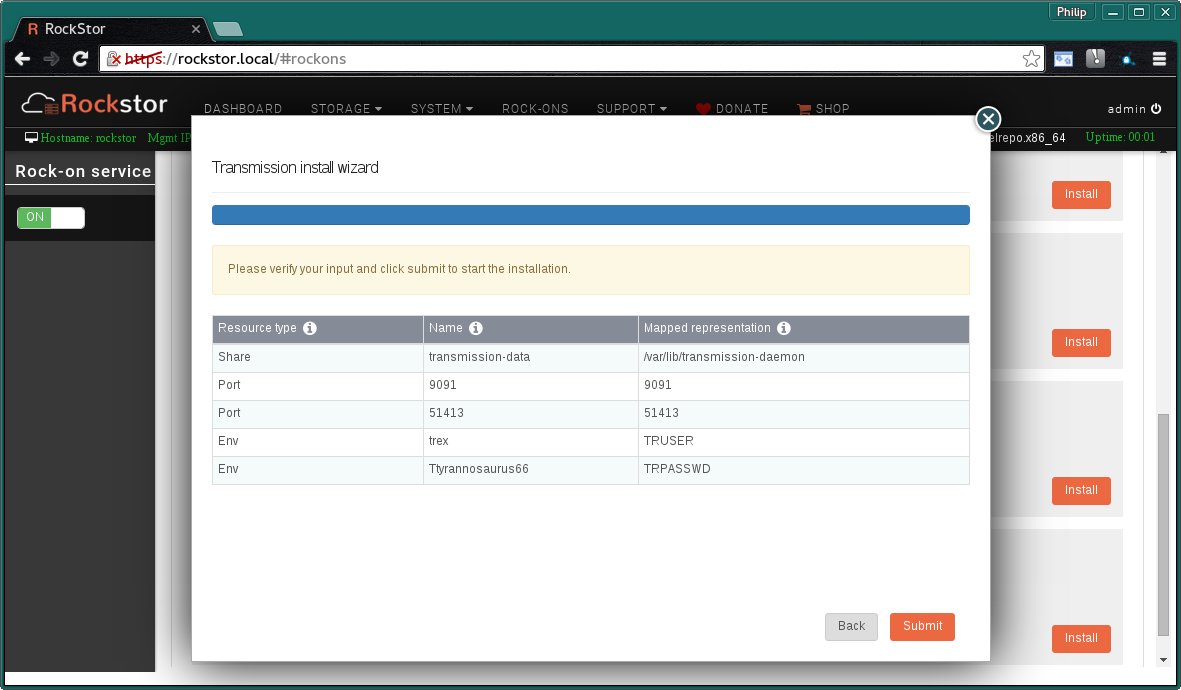 Philip
RockStor
https://rockstor.local/#rockons
Rockstor
DASHBOARD STORAGE SYSTEM ROCK-ONS SUPPORT DONATE SHOP
admin
Hostname: rockstor Mgmt IP elrepo.x86_64 Uptime: 00:01
Rock-on service
ON
Transmission install wizard
Please verify your input and click submit to start the installation.
Resource type Name Mapped representation
Share transmission-data /var/lib/transmission-daemon
Port 9091 9091
Port 51413 51413
Env trex TRUSER
Env Ttyrannosaurus66 TRPASSWD
Back Submit
Install
Install
Install
Install